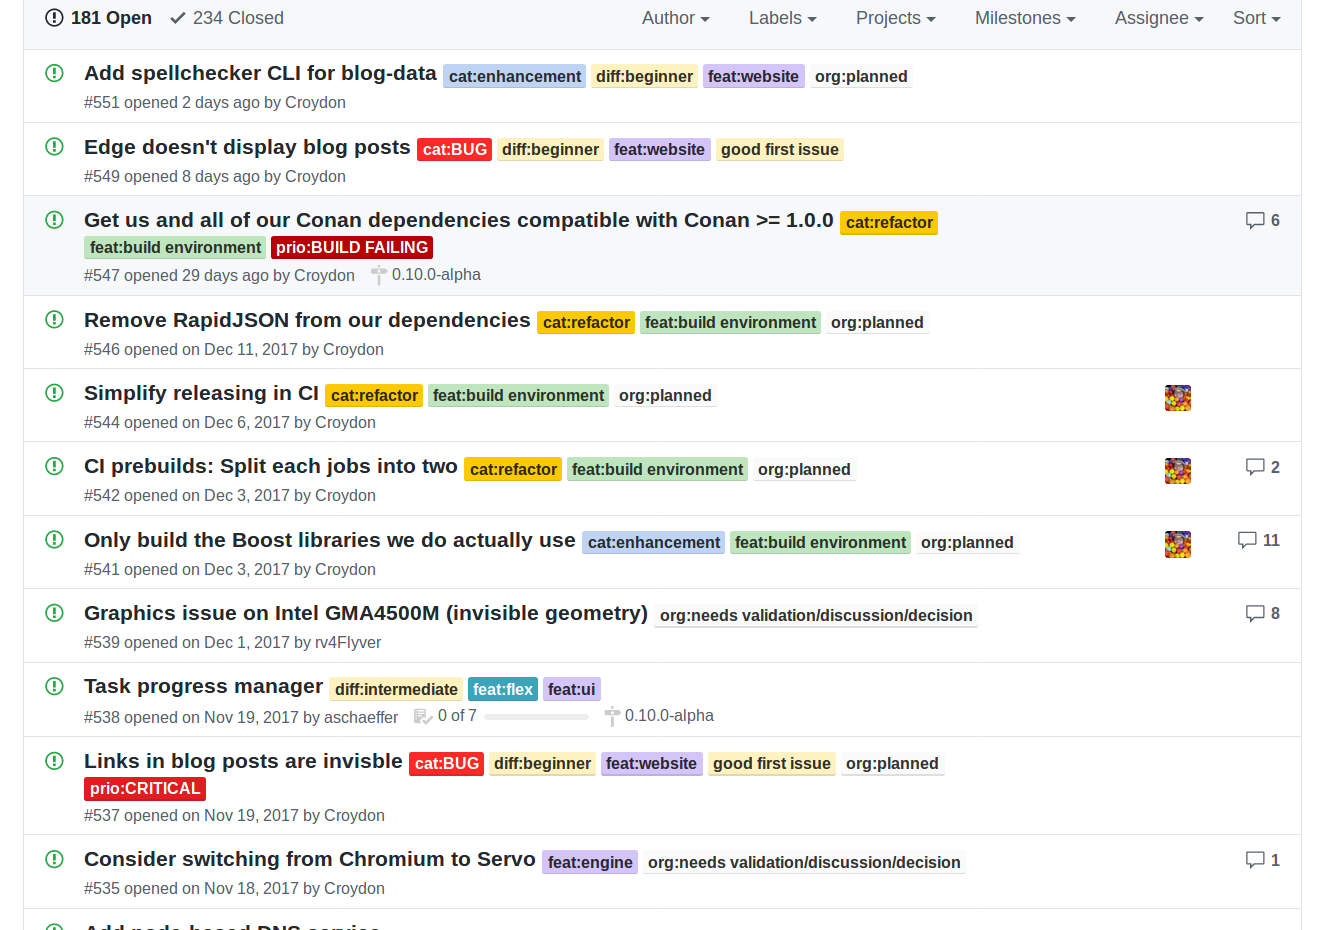 181 Open 234 Closed Author Labels Projects Milestones Assignee Sort
Add spellchecker CLI for blog-data cat:enhancement diff:beginner feat:website org:planned
#551 opened 2 days ago by Croydon
Edge doesn't display blog posts cat:BUG diff:beginner feat:website good first issue
#549 opened 8 days ago by Croydon
Get us and all of our Conan dependencies compatible with Conan >= 1.0.0 cat:refactor 6
feat:build environment prio:BUILD FAILING
#547 opened 29 days ago by Croydon 0.10.0-alpha
Remove RapidJSON from our dependencies cat:refactor feat:build environment org:planned
#546 opened on Dec 11, 2017 by Croydon
Simplify releasing in CI cat:refactor feat:build environment org:planned
#544 opened on Dec 6, 2017 by Croydon
CI prebuilds: Split each jobs into two cat:refactor feat:build environment org:planned 2
#542 opened on Dec 3, 2017 by Croydon
Only build the Boost libraries we do actually use cat:enhancement feat:build environment org:planned 11
#541 opened on Dec 3, 2017 by Croydon
Graphics issue on Intel GMA4500M (invisible geometry) org:needs validation/discussion/decision 8
#539 opened on Dec 1, 2017 by rv4Flyver
Task progress manager diff:intermediate feat:flex feat:ui
#538 opened on Nov 19, 2017 by aschaeffer 0 of 7 0.10.0-alpha
Links in blog posts are invisble cat:BUG diff:beginner feat:website good first issue org:planned
prio:CRITICAL
#537 opened on Nov 19, 2017 by Croydon
Consider switching from Chromium to Servo feat:engine org:needs validation/discussion/decision 1
#535 opened on Nov 18, 2017 by Croydon
Add node-based DNS service